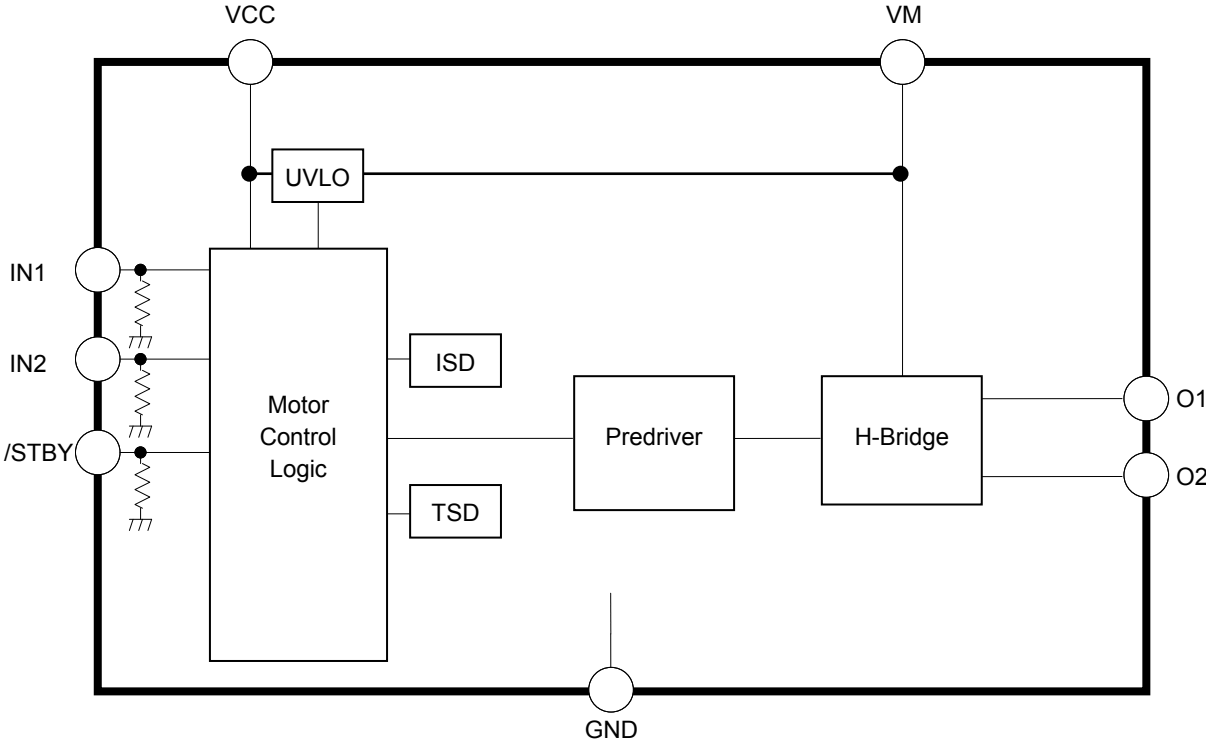 VCC
VM
UVLO
IN1
IN2
/STBY
ISD
Motor
Control
Logic
Predriver
H-Bridge
O1
O2
TSD
GND